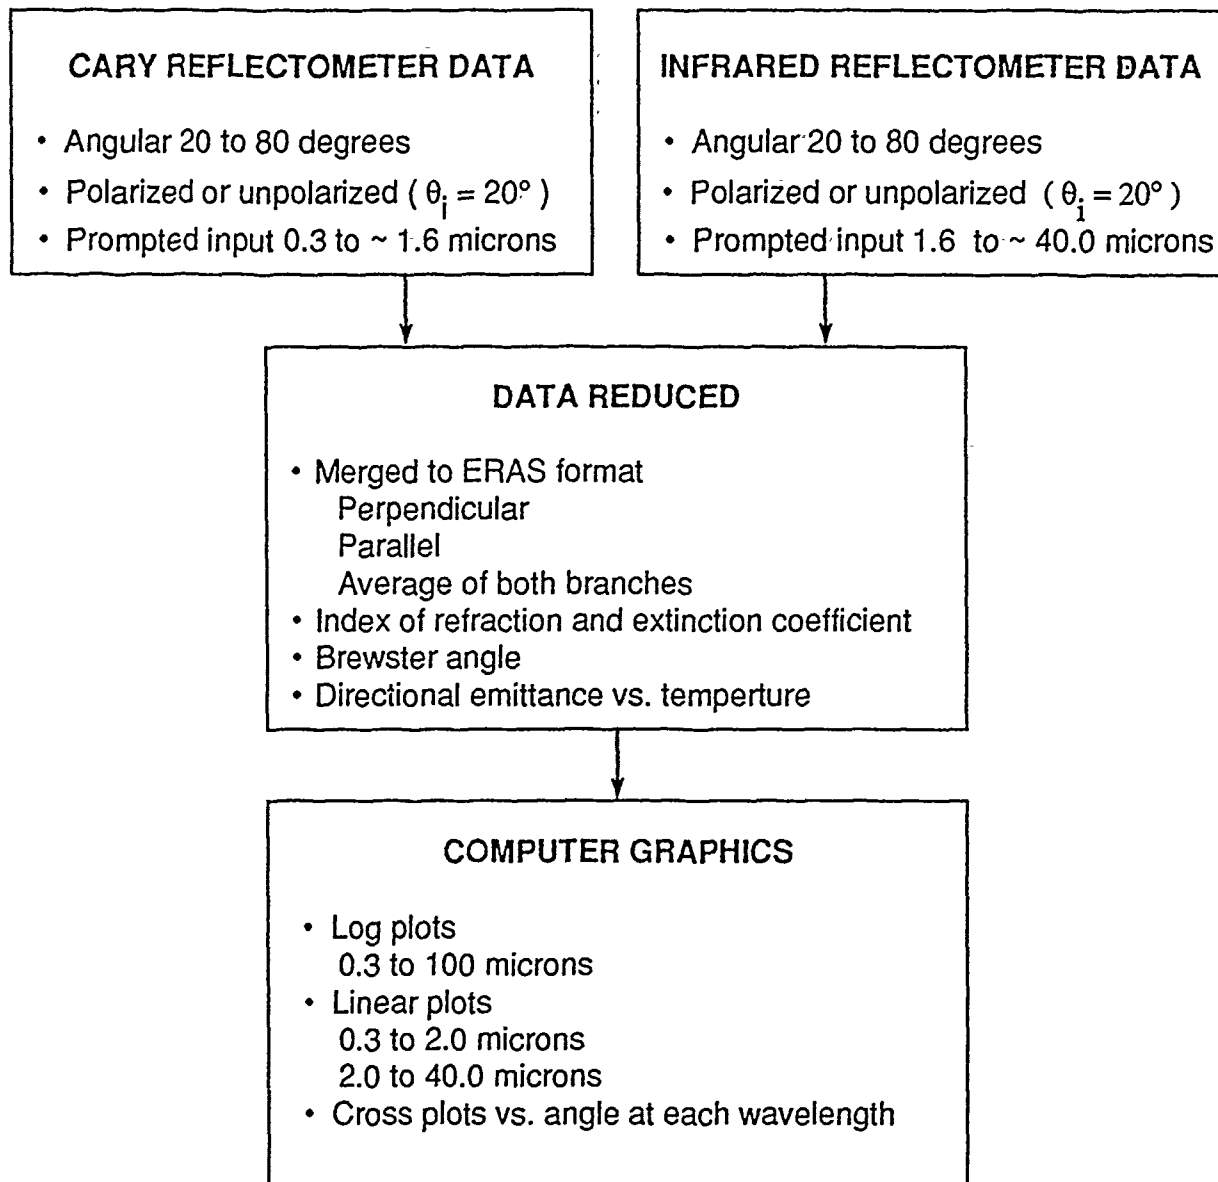 CARY REFLECTOMETER DATA
• Angular 20 to 80 degrees
• Polarized or unpolarized ( θi = 20° )
• Prompted input 0.3 to ~ 1.6 microns
INFRARED REFLECTOMETER DATA
• Angular 20 to 80 degrees
• Polarized or unpolarized ( θi = 20° )
• Prompted input 1.6 to ~ 40.0 microns
DATA REDUCED
• Merged to ERAS format
Perpendicular
Parallel
Average of both branches
• Index of refraction and extinction coefficient
• Brewster angle
• Directional emittance vs. temperture
COMPUTER GRAPHICS
• Log plots
0.3 to 100 microns
• Linear plots
0.3 to 2.0 microns
2.0 to 40.0 microns
• Cross plots vs. angle at each wavelength